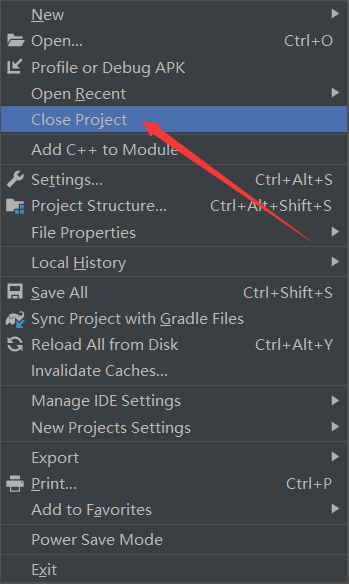 New
Open... Ctrl+O
Profile or Debug APK
Open Recent
Close Project
Add C++ to Module
Settings... Ctrl+Alt+S
Project Structure... Ctrl+Alt+Shift+S
File Properties
Local History
Save All Ctrl+Shift+S
Sync Project with Gradle Files
Reload All from Disk Ctrl+Alt+Y
Invalidate Caches...
Manage IDE Settings
New Projects Settings
Export
Print... Ctrl+P
Add to Favorites
Power Save Mode
Exit